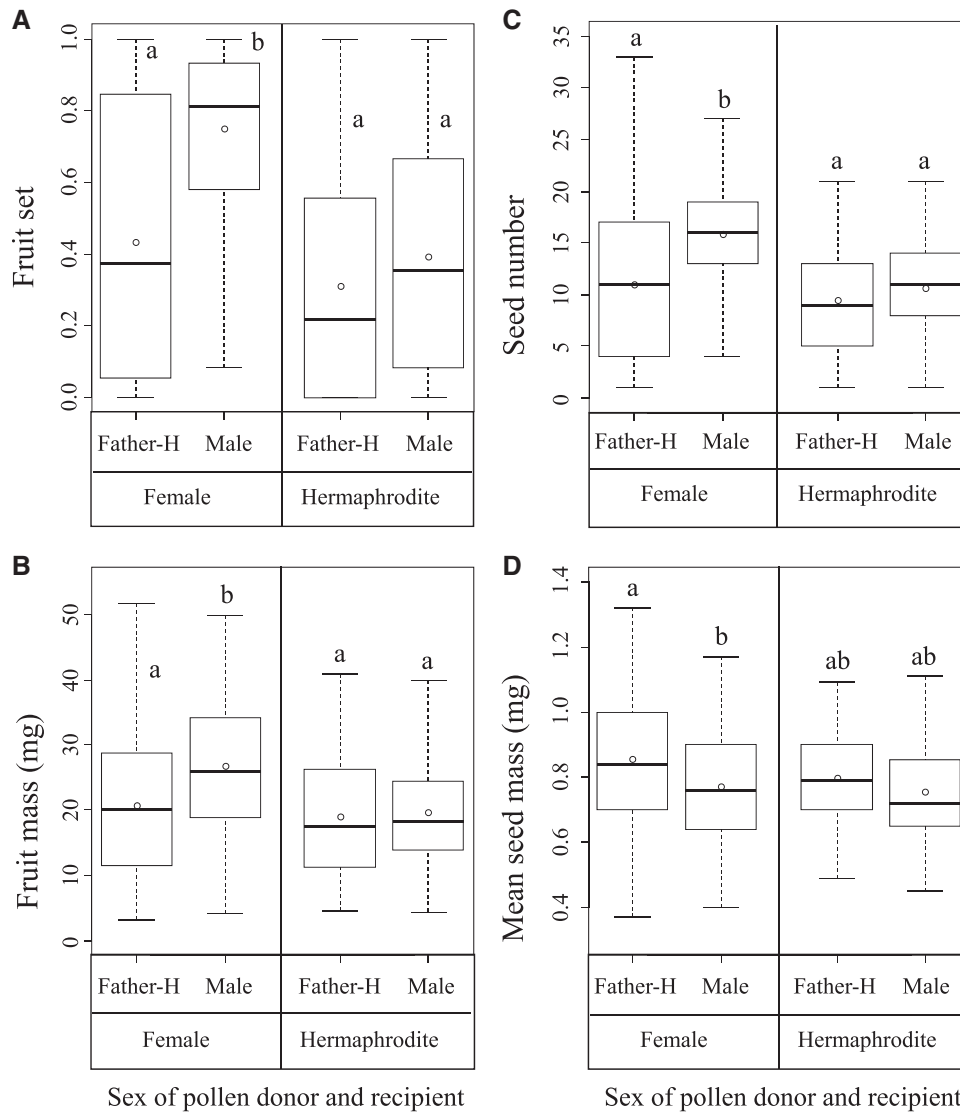 A
Fruit set
1.0
0.8
0.6
0.4
0.2
0.0
a
b
a
a
Father-H Male Father-H Male
Female Hermaphrodite
C
Seed number
35
30
25
20
15
10
5
0
a
b
a
a
Father-H Male Father-H Male
Female Hermaphrodite
B
Fruit mass (mg)
50
40
30
20
10
0
a
b
a
a
Father-H Male Father-H Male
Female Hermaphrodite
Sex of pollen donor and recipient
D
Mean seed mass (mg)
1.4
1.2
1.0
0.8
0.6
0.4
a
b
ab
ab
Father-H Male Father-H Male
Female Hermaphrodite
Sex of pollen donor and recipient